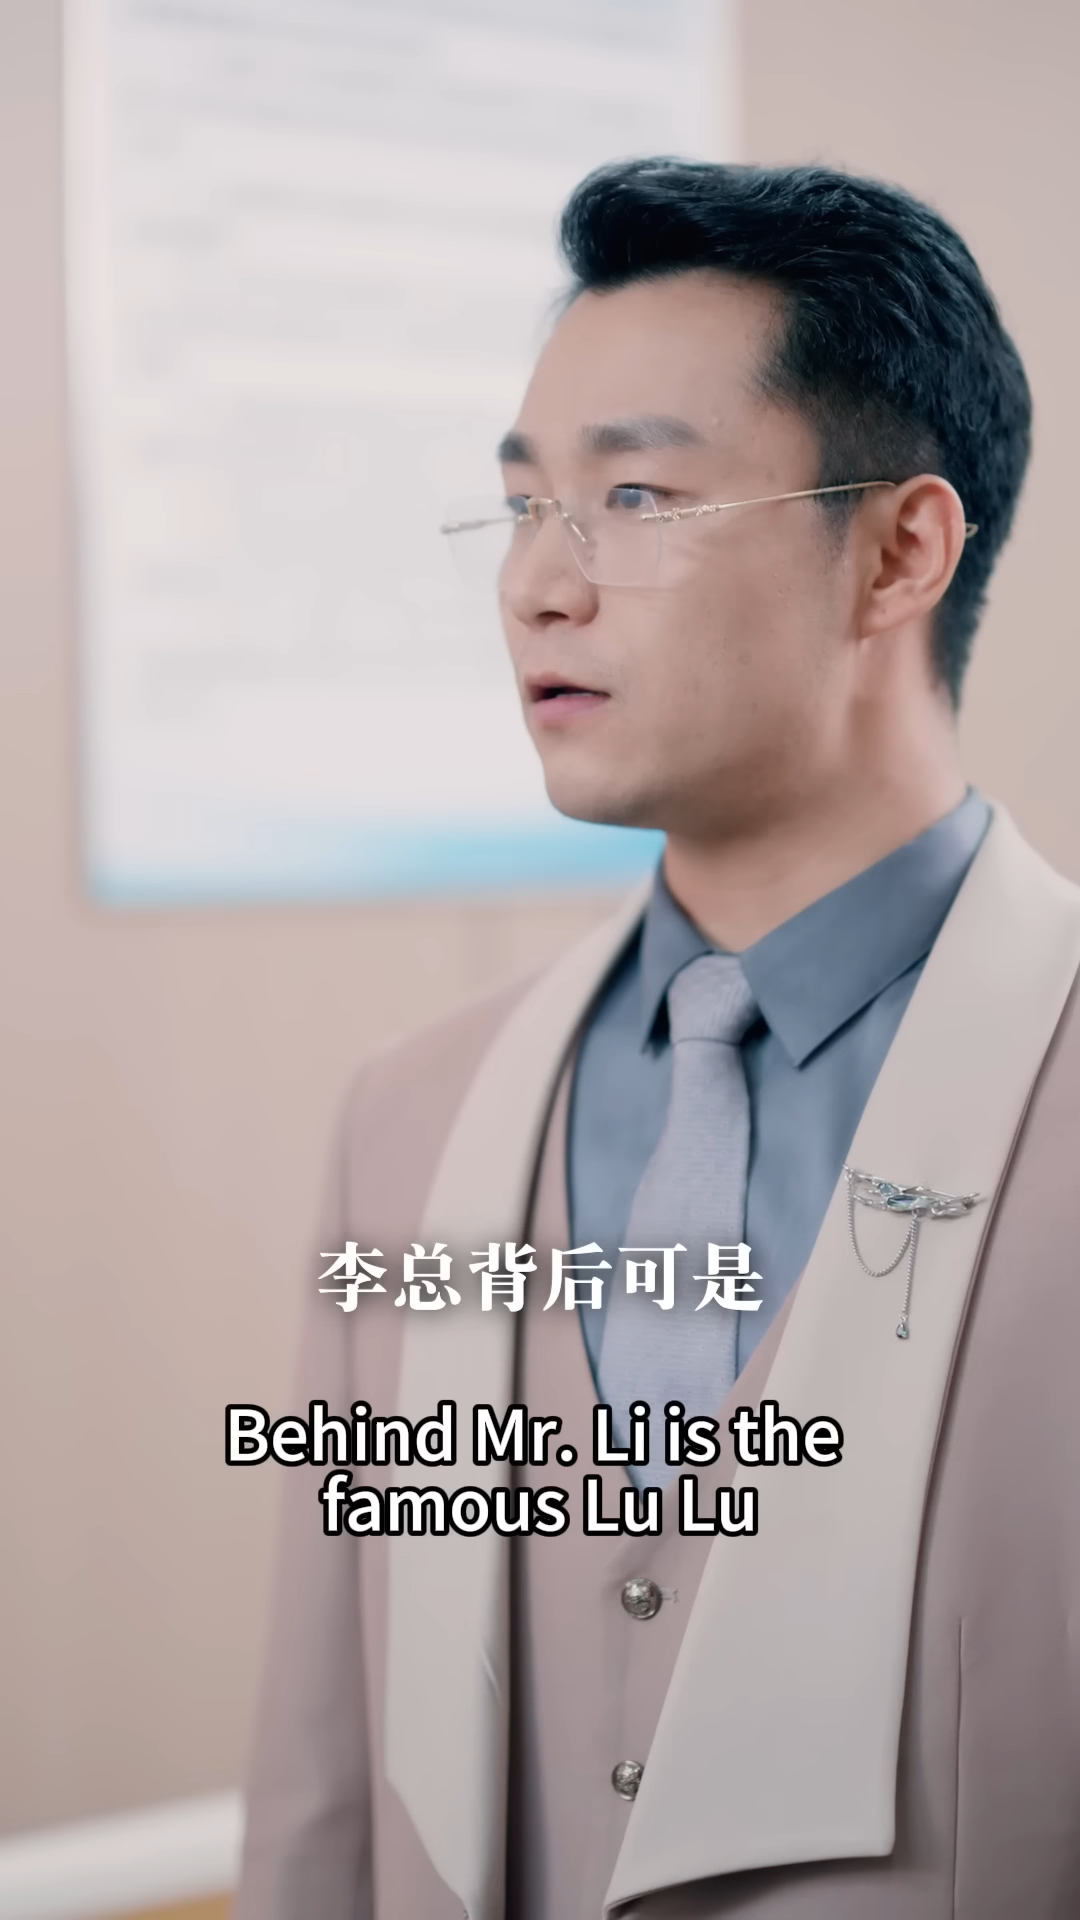 李总背后可是
Behind Mr. Li is the
famous Lu Lu